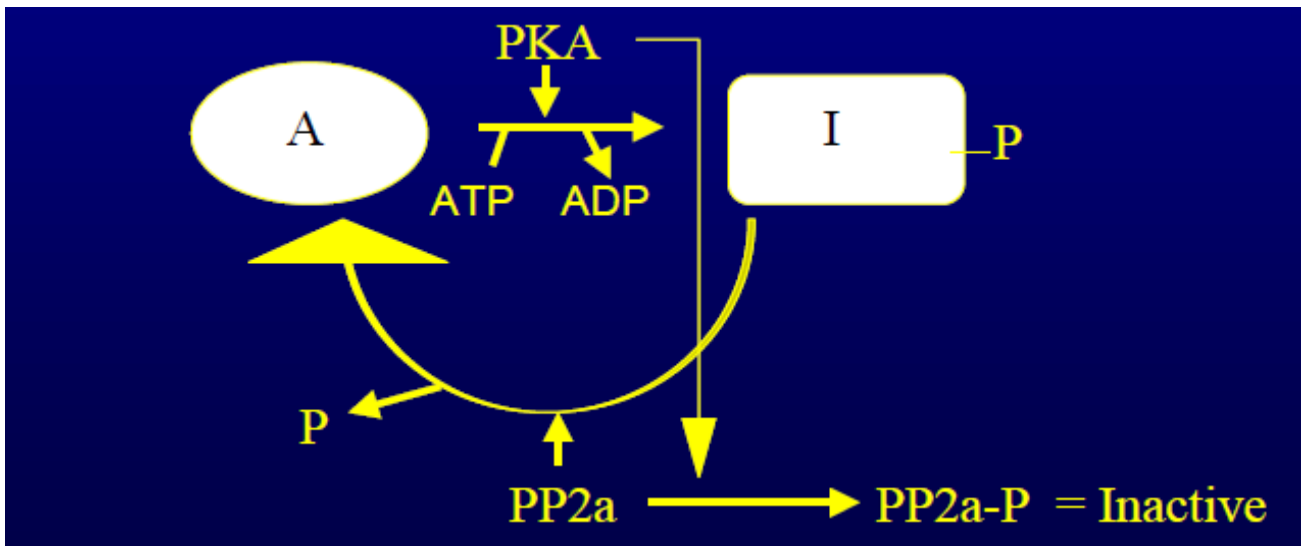 PKA
A
I
P
ATP ADP
P
PP2a
PP2a-P = Inactive